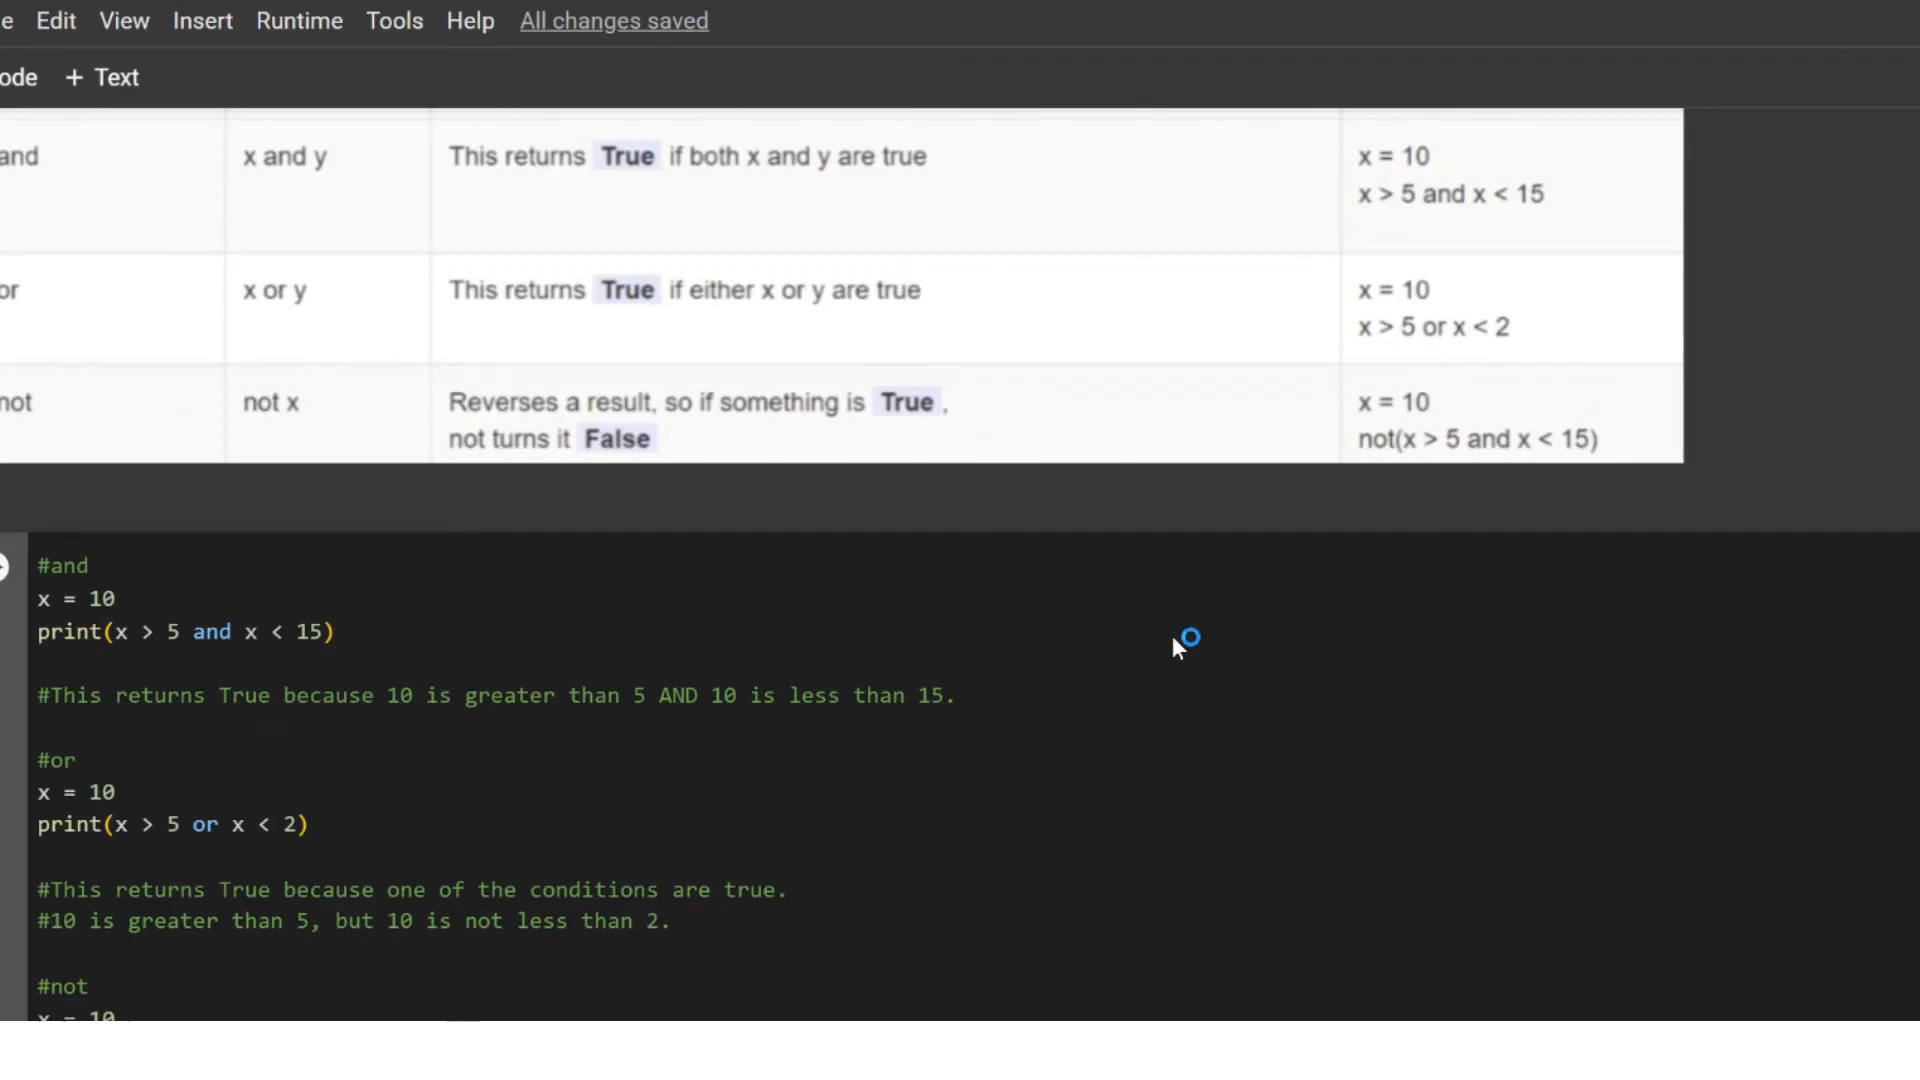 e Edit View Insert Runtime Tools Help All changes saved
ode + Text
and x and y This returns True if both x and y are true x = 10
x > 5 and x < 15
or x or y This returns True if either x or y are true x = 10
x > 5 or x < 2
not not x Reverses a result, so if something is True , x = 10
not turns it False not(x > 5 and x < 15)
#and
x = 10
print(x > 5 and x < 15)
#This returns True because 10 is greater than 5 AND 10 is less than 15.
#or
x = 10
print(x > 5 or x < 2)
#This returns True because one of the conditions are true.
#10 is greater than 5, but 10 is not less than 2.
#not
x = 10